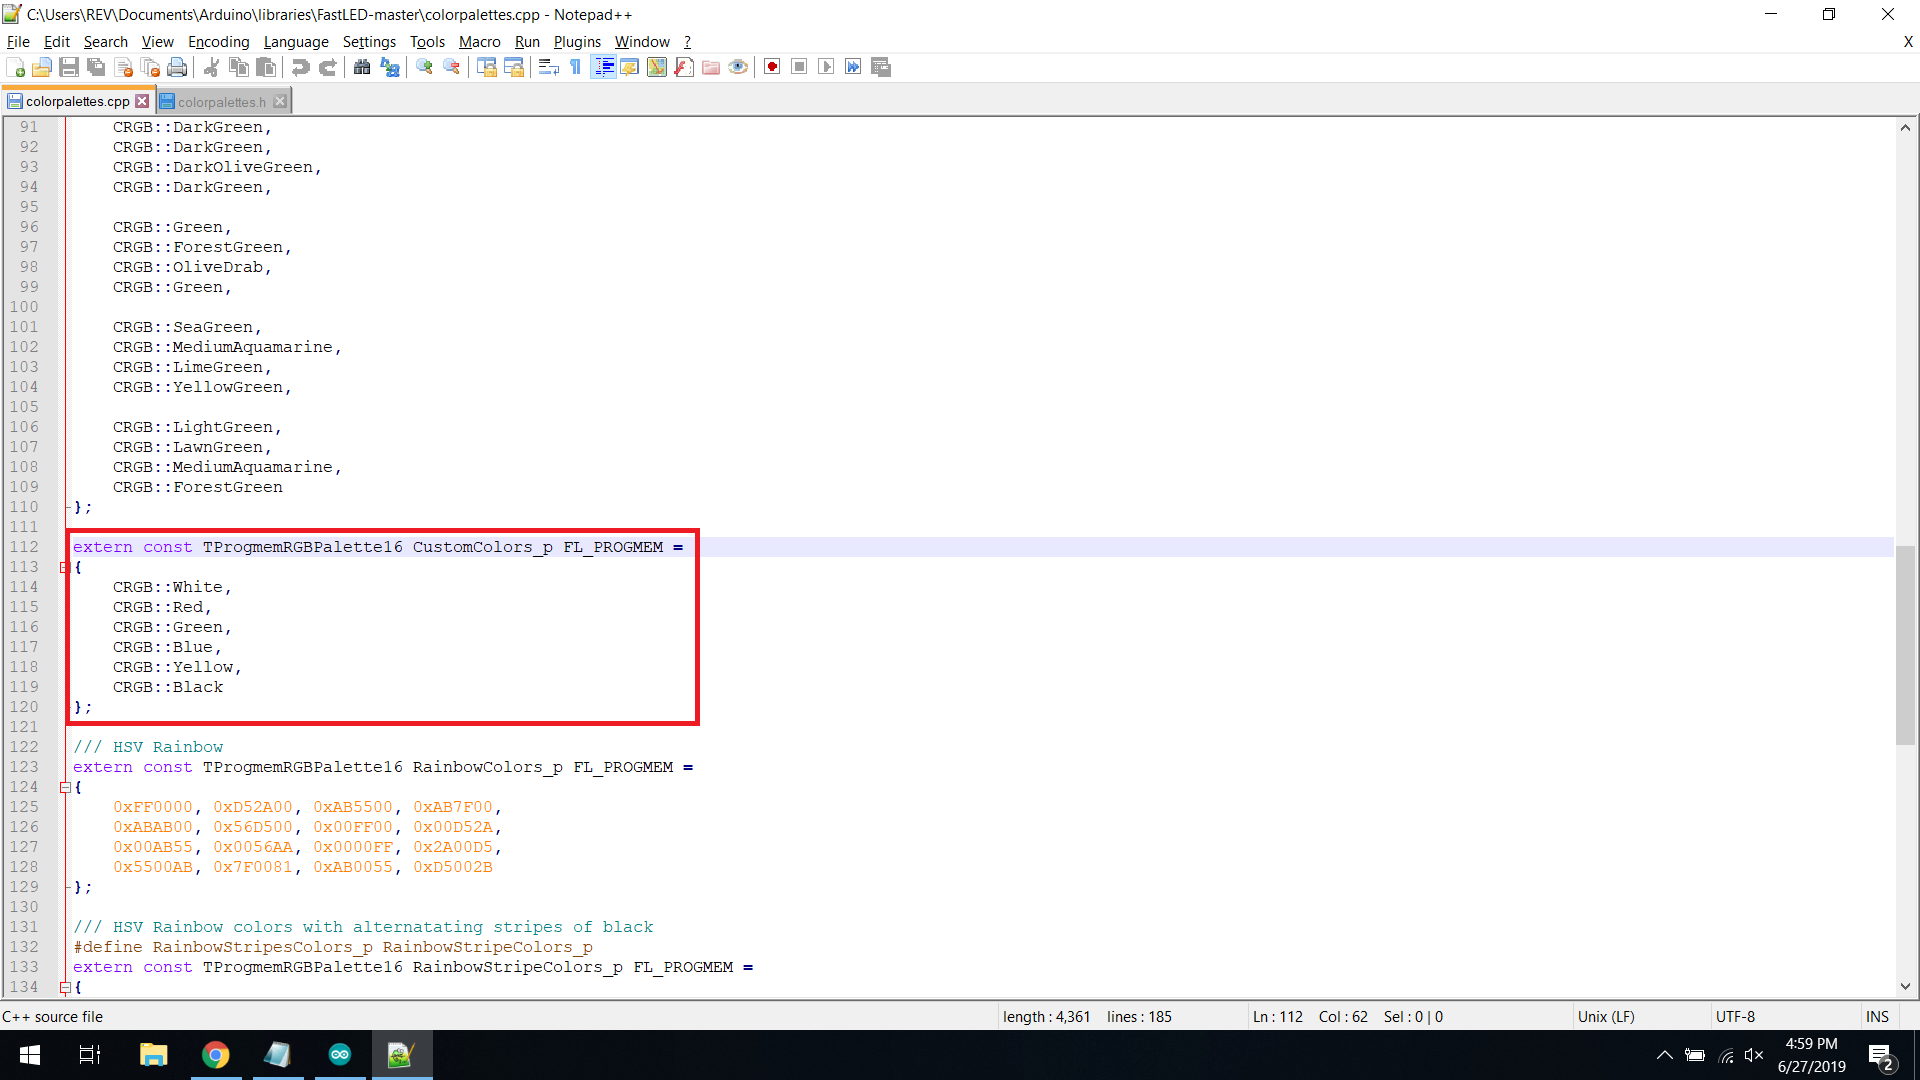 C:\Users\REV\Documents\Arduino\libraries\FastLED-master\colorpalettes.cpp - Notepad++
File Edit Search View Encoding Language Settings Tools Macro Run Plugins Window ? X
colorpalettes.cpp colorpalettes.h
91 CRGB::DarkGreen,
92 CRGB::DarkGreen,
93 CRGB::DarkOliveGreen,
94 CRGB::DarkGreen,
95
96 CRGB::Green,
97 CRGB::ForestGreen,
98 CRGB::OliveDrab,
99 CRGB::Green,
100
101 CRGB::SeaGreen,
102 CRGB::MediumAquamarine,
103 CRGB::LimeGreen,
104 CRGB::YellowGreen,
105
106 CRGB::LightGreen,
107 CRGB::LawnGreen,
108 CRGB::MediumAquamarine,
109 CRGB::ForestGreen
110 };
111
112 extern const TProgmemRGBPalette16 CustomColors_p FL_PROGMEM =
113 {
114 CRGB::White,
115 CRGB::Red,
116 CRGB::Green,
117 CRGB::Blue,
118 CRGB::Yellow,
119 CRGB::Black
120 };
121
122 /// HSV Rainbow
123 extern const TProgmemRGBPalette16 RainbowColors_p FL_PROGMEM =
124 {
125 0xFF0000, 0xD52A00, 0xAB5500, 0xAB7F00,
126 0xABAB00, 0x56D500, 0x00FF00, 0x00D52A,
127 0x00AB55, 0x0056AA, 0x0000FF, 0x2A00D5,
128 0x5500AB, 0x7F0081, 0xAB0055, 0xD5002B
129 };
130
131 /// HSV Rainbow colors with alternatating stripes of black
132 #define RainbowStripesColors_p RainbowStripeColors_p
133 extern const TProgmemRGBPalette16 RainbowStripeColors_p FL_PROGMEM =
134 {
C++ source file length : 4,361 lines : 185 Ln : 112 Col : 62 Sel : 0 | 0 Unix (LF) UTF-8 INS
4:59 PM
6/27/2019
2